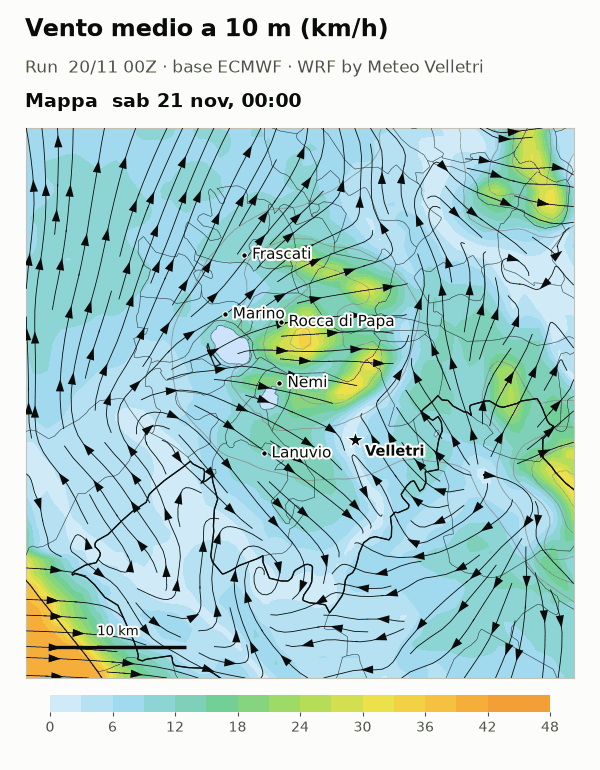 Vento medio a 10 m (km/h)
Run  20/11 00Z · base ECMWF · WRF by Meteo Velletri
Mappa  sab 21 nov, 00:00
Frascati
Marino
Rocca di Papa
Nemi
Velletri
Lanuvio
10 km
0 6 12 18 24 30 36 42 48